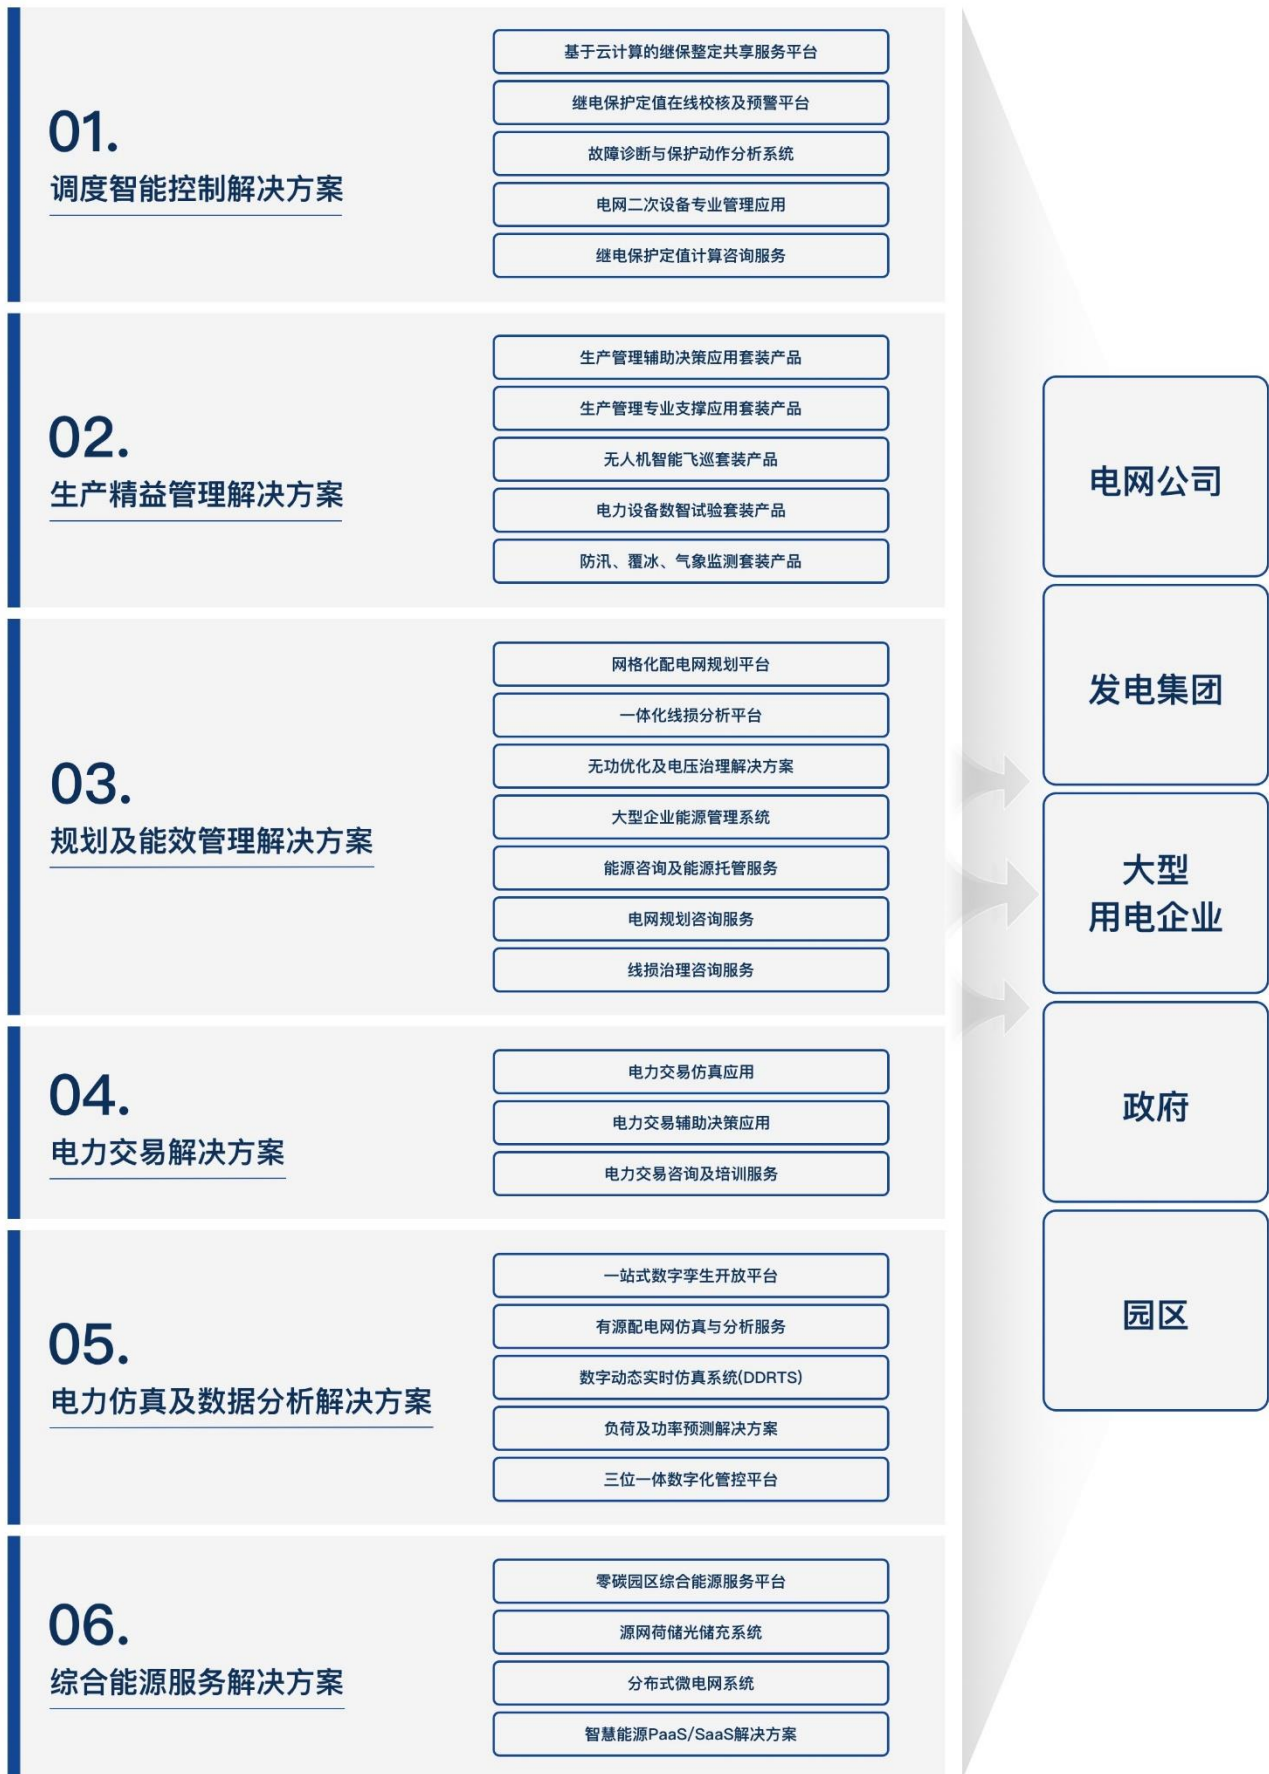 01.
调度智能控制解决方案
基于云计算的继保整定共享服务平台
继电保护定值在线校核及预警平台
故障诊断与保护动作分析系统
电网二次设备专业管理应用
继电保护定值计算咨询服务
02.
生产精益管理解决方案
生产管理辅助决策应用套装产品
生产管理专业支撑应用套装产品
无人机智能飞巡套装产品
电力设备数智试验套装产品
防汛、覆冰、气象监测套装产品
03.
规划及能效管理解决方案
网格化配电网规划平台
一体化线损分析平台
无功优化及电压治理解决方案
大型企业能源管理系统
能源咨询及能源托管服务
电网规划咨询服务
线损治理咨询服务
04.
电力交易解决方案
电力交易仿真应用
电力交易辅助决策应用
电力交易咨询及培训服务
05.
电力仿真及数据分析解决方案
一站式数字孪生开放平台
有源配电网仿真与分析服务
数字动态实时仿真系统(DDRTS)
负荷及功率预测解决方案
三位一体数字化管控平台
06.
综合能源服务解决方案
零碳园区综合能源服务平台
源网荷储光储充系统
分布式微电网系统
智慧能源PaaS/SaaS解决方案
电网公司
发电集团
大型
用电企业
政府
园区